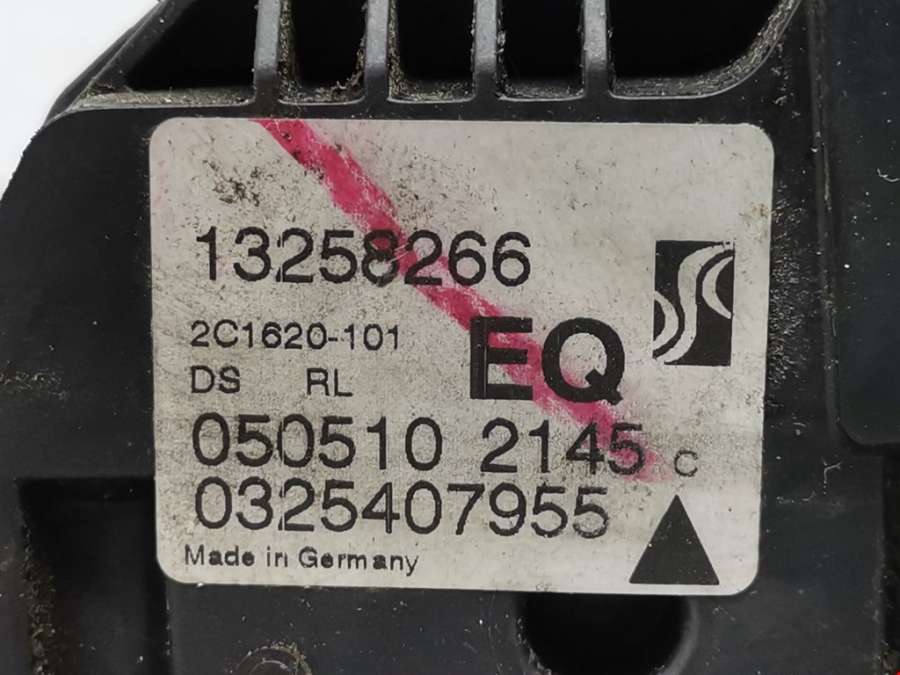 13258266
2C1620-101
EQ
DS RL
050510 2145 C
0325407955
Made in Germany